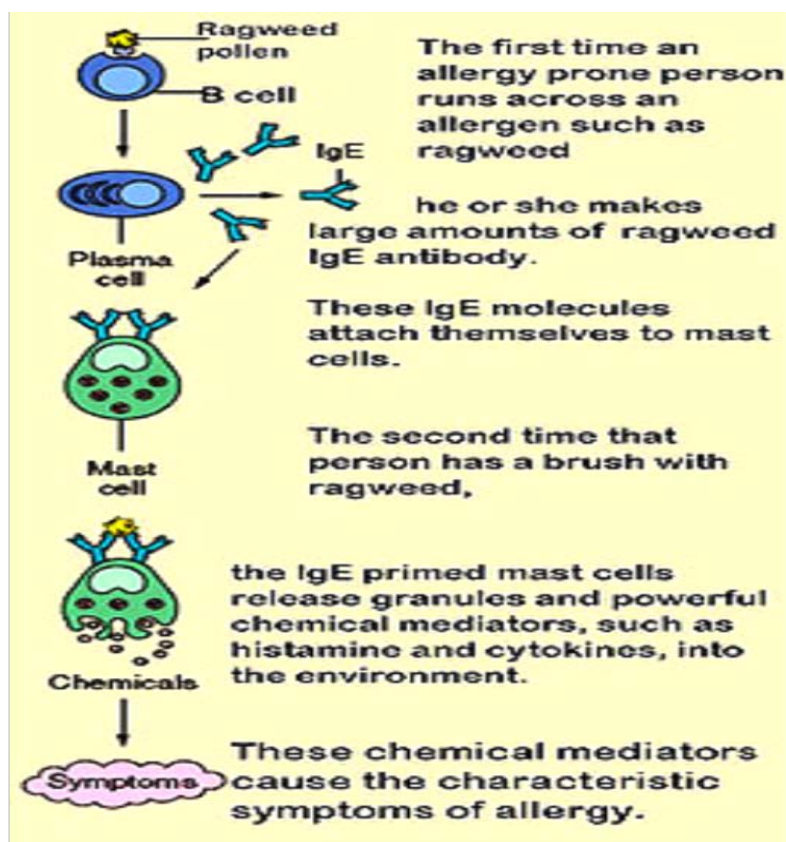 Ragweed
pollen
B cell
The first time an
allergy prone person
runs across an
allergen such as
ragweed
IgE
he or she makes
large amounts of ragweed
IgE antibody.
Plasma
cell
These IgE molecules
attach themselves to mast
cells.
Mast
cell
The second time that
person has a brush with
ragweed,
the IgE primed mast cells
release granules and powerful
chemical mediators, such as
histamine and cytokines, into
the environment.
Chemicals
Symptoms
These chemical mediators
cause the characteristic
symptoms of allergy.